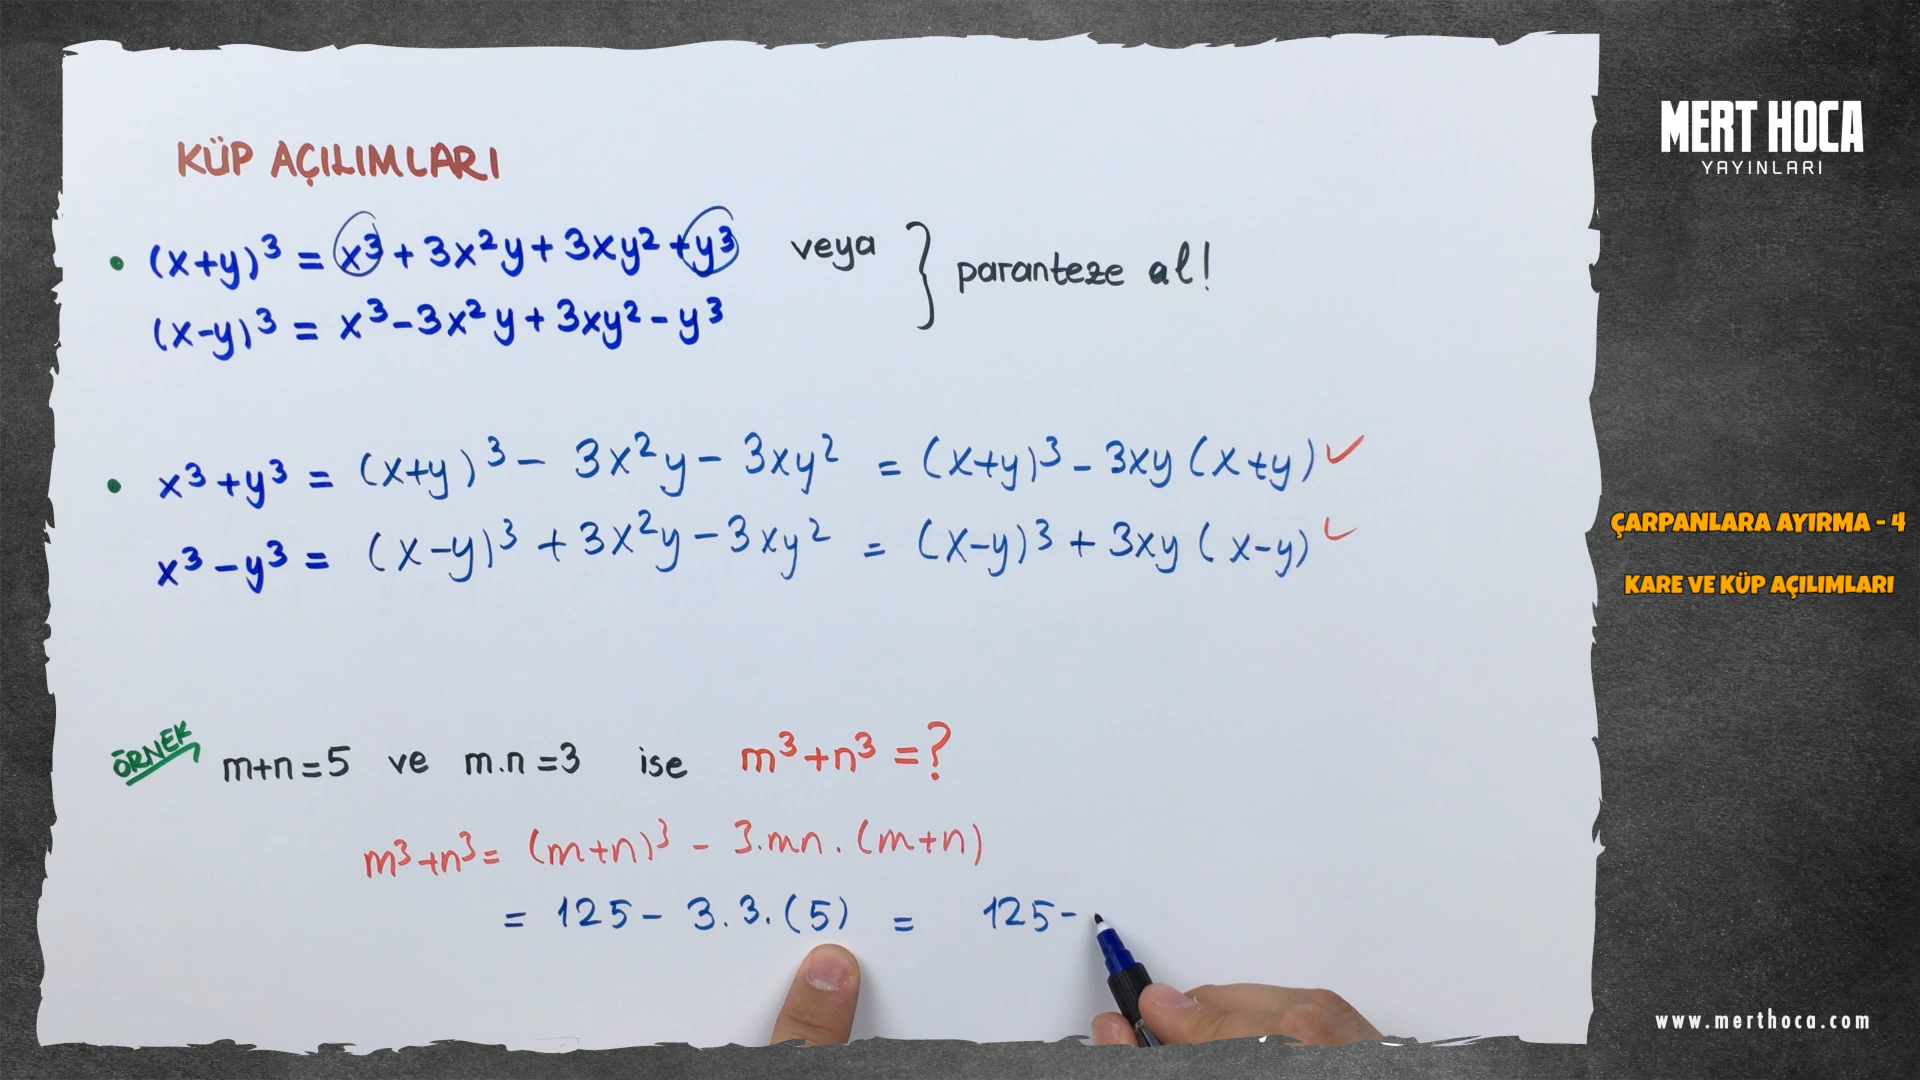 KÜP AÇILIMLARI
• (x+y)³ = x³ + 3x²y + 3xy² + y³ veya } paranteze al!
(x-y)³ = x³ - 3x²y + 3xy² - y³
• x³+y³ = (x+y)³ - 3x²y - 3xy² = (x+y)³ - 3xy (x+y) ✓
x³-y³ = (x-y)³ + 3x²y - 3xy² = (x-y)³ + 3xy (x-y) ✓
ÖRNEK m+n=5 ve m.n=3 ise m³+n³=?
m³+n³= (m+n)³ - 3.mn.(m+n)
= 125 - 3.3.(5) = 125 -
MERT HOCA
YAYINLARI
ÇARPANLARA AYIRMA - 4
KARE VE KÜP AÇILIMLARI
www.merthoca.com